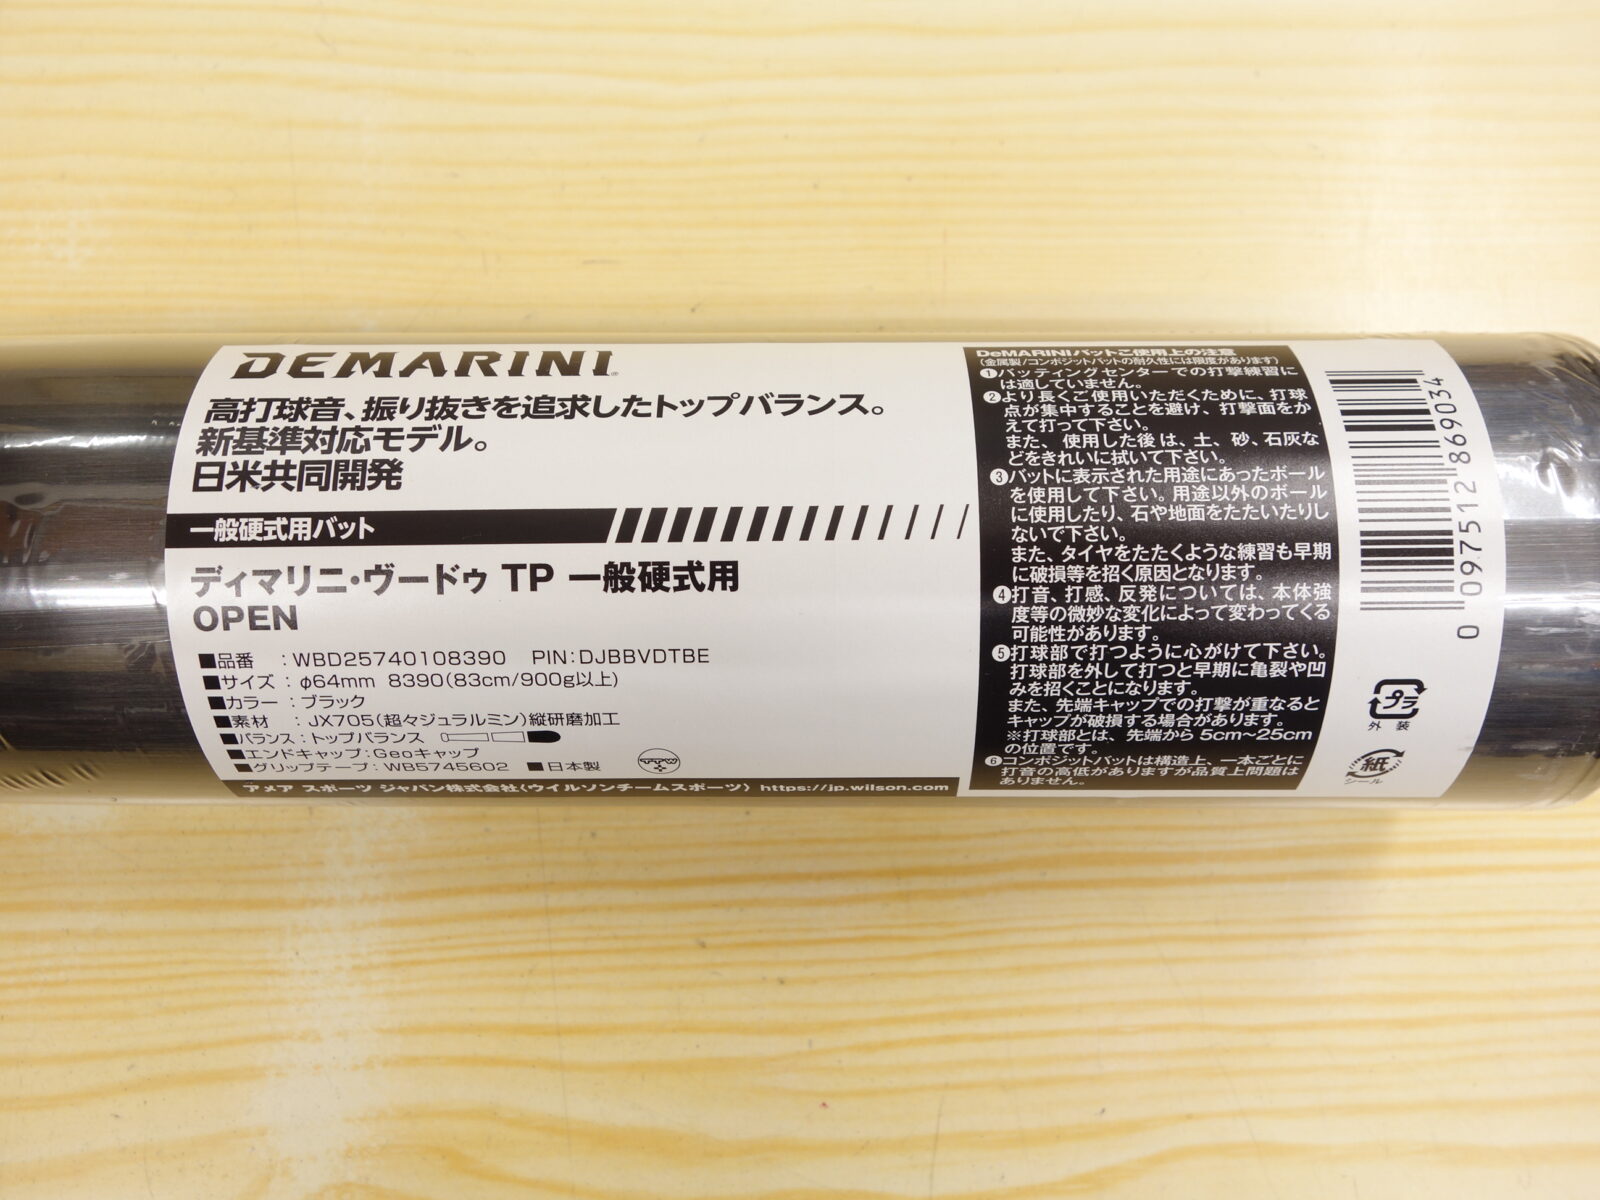 DEMARINI
高打球音、振り抜きを追求したトップバランス。
新基準対応モデル。
日米共同開発
一般硬式用バット
ディマリニ・ヴードゥ TP 一般硬式用
OPEN
■品番 :WBD25740108390 PIN:DJBBVDTBE
■サイズ : φ64mm 8390(83cm/900g以上)
■カラー : ブラック
■素材 : JX705(超々ジュラルミン)縦研磨加工
■バランス:トップバランス
■エンドキャップ:Geoキャップ
■グリップテープ:WB5745602 ■日本製
アメア スポーツ ジャパン株式会社(ウイルソンチームスポーツ) https://jp.wilson.com
DeMARINIバットご使用上の注意
(金属製/コンポジットバットの耐久性には限度があります)
①バッティングセンターでの打撃練習に
は適していません。
②より長くご使用いただくために、打球
点が集中することを避け、打撃面をか
えて打って下さい。
また、使用した後は、土、砂、石灰な
どをきれいに拭いて下さい。
③バットに表示された用途にあったボール
を使用して下さい。用途以外のボール
に使用したり、石や地面をたたいたりし
ないで下さい。
また、タイヤをたたくような練習も早期
に破損等を招く原因となります。
④打音、打感、反発については、本体強
度等の微妙な変化によって変わってくる
可能性があります。
⑤打球部で打つように心がけて下さい。
打球部を外して打つと早期に亀裂や凹
みを招くことになります。
また、先端キャップでの打撃が重なると
キャップが破損する場合があります。
※打球部とは、先端から5cm〜25cm
の位置です。
⑥コンポジットバットは構造上、一本ごとに
打音の高低がありますが品質上問題は
ありません。
0 097512 869034
プラ
外装
紙
シール